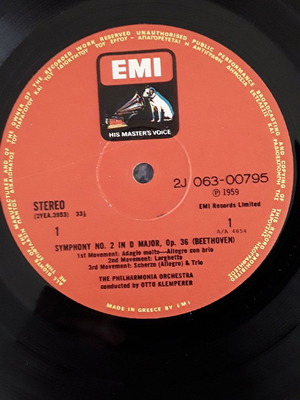 EMI
HIS MASTER'S VOICE
2J 063-00795
Ⓟ 1959
STEREO
EMI Records Limited
(2YEA.3953) 33⅓
1
1
A/A 4654
SYMPHONY NO. 2 IN D MAJOR, Op. 36 (BEETHOVEN)
1st Movement: Adagio molto—Allegro con brio
2nd Movement: Larghetto
3rd Movement: Scherzo (Allegro) & Trio
THE PHILHARMONIA ORCHESTRA
conducted by OTTO KLEMPERER
MADE IN GREECE BY EMI